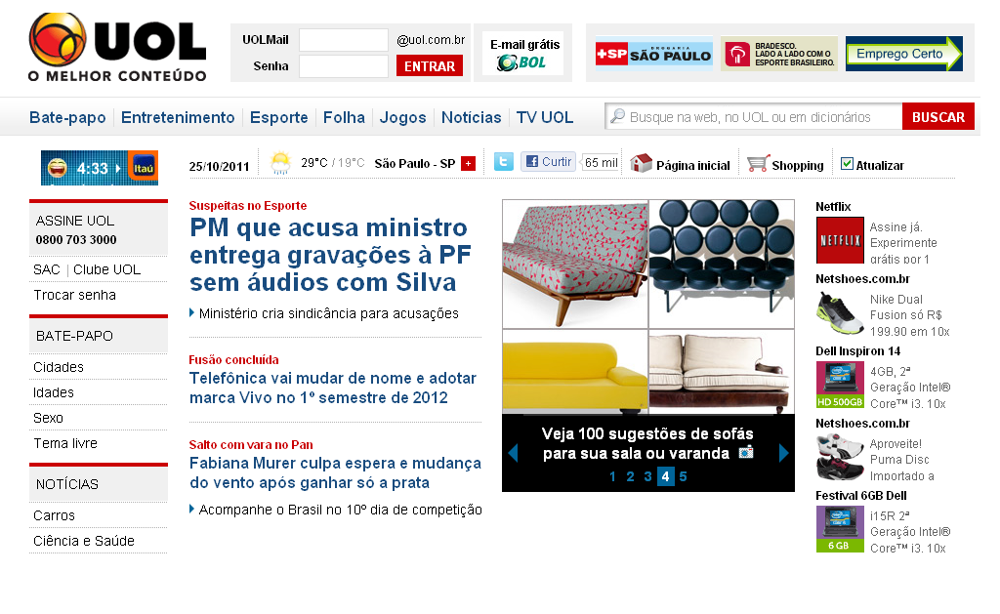 UOL
O MELHOR CONTEÚDO
UOLMail
@uol.com.br
Senha
ENTRAR
E-mail grátis
BOL
+SP DROGARIA SÃO PAULO
BRADESCO.
LADO A LADO COM O
ESPORTE BRASILEIRO.
Emprego Certo
Bate-papo
Entretenimento
Esporte
Folha
Jogos
Notícias
TV UOL
Busque na web, no UOL ou em dicionários
BUSCAR
4:33
Itaú
25/10/2011
29°C / 19°C
São Paulo - SP +
Curtir
65 mil
Página inicial
Shopping
Atualizar
ASSINE UOL
0800 703 3000
SAC | Clube UOL
Trocar senha
BATE-PAPO
Cidades
Idades
Sexo
Tema livre
NOTÍCIAS
Carros
Ciência e Saúde
Suspeitas no Esporte
PM que acusa ministro
entrega gravações à PF
sem áudios com Silva
Ministério cria sindicância para acusações
Fusão concluída
Telefônica vai mudar de nome e adotar
marca Vivo no 1º semestre de 2012
Salto com vara no Pan
Fabiana Murer culpa espera e mudança
do vento após ganhar só a prata
Acompanhe o Brasil no 10º dia de competição
Veja 100 sugestões de sofás
para sua sala ou varanda
1 2 3 4 5
Netflix
NETFLIX
Assine já.
Experimente
grátis por 1
Netshoes.com.br
Nike Dual
Fusion só R$
199.90 em 10x
Dell Inspiron 14
HD 500GB
4GB, 2ª
Geração Intel®
Core™ i3. 10x
Netshoes.com.br
Aproveite!
Puma Disc
Importado a
Festival 6GB Dell
6 GB
i15R 2ª
Geração Intel®
Core™ i3. 10x